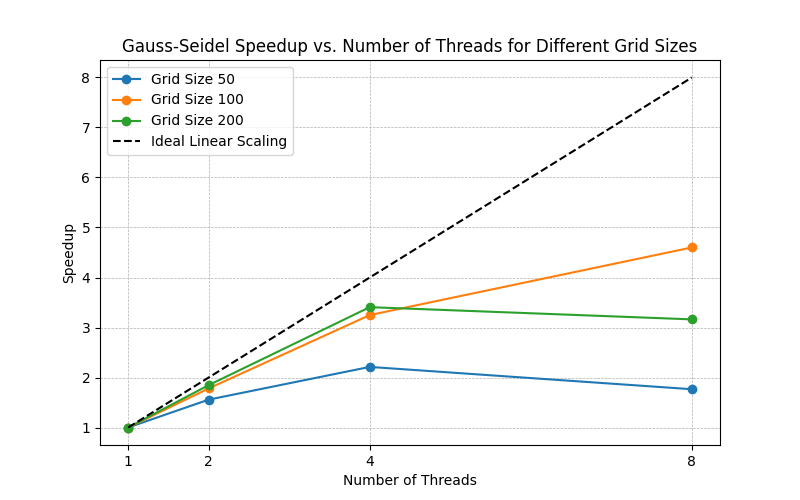 Gauss-Seidel Speedup vs. Number of Threads for Different Grid Sizes
Grid Size 50
Grid Size 100
Grid Size 200
Ideal Linear Scaling
Speedup
8
7
6
5
4
3
2
1
1 2 4 8
Number of Threads